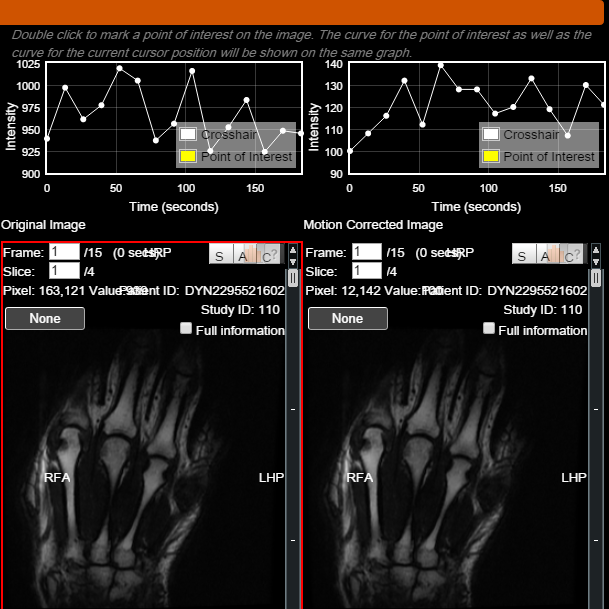 Double click to mark a point of interest on the image. The curve for the point of interest as well as the
curve for the current cursor position will be shown on the same graph.
1025
1000
975
950
925
900
Intensity
0 50 100 150
Time (seconds)
Crosshair
Point of Interest
140
130
120
110
100
90
Intensity
0 50 100 150
Time (seconds)
Crosshair
Point of Interest
Original Image
Motion Corrected Image
Frame: 1 /15 (0 secs) HRP
S A C ?
Slice: 1 /4
Pixel: 163,121 Value: 939 Patient ID: DYN2295521602
Study ID: 110
None
Full information
RFA LHP
Frame: 1 /15 (0 secs) HRP
S A C ?
Slice: 1 /4
Pixel: 12,142 Value: 100 Patient ID: DYN2295521602
Study ID: 110
None
Full information
RFA LHP